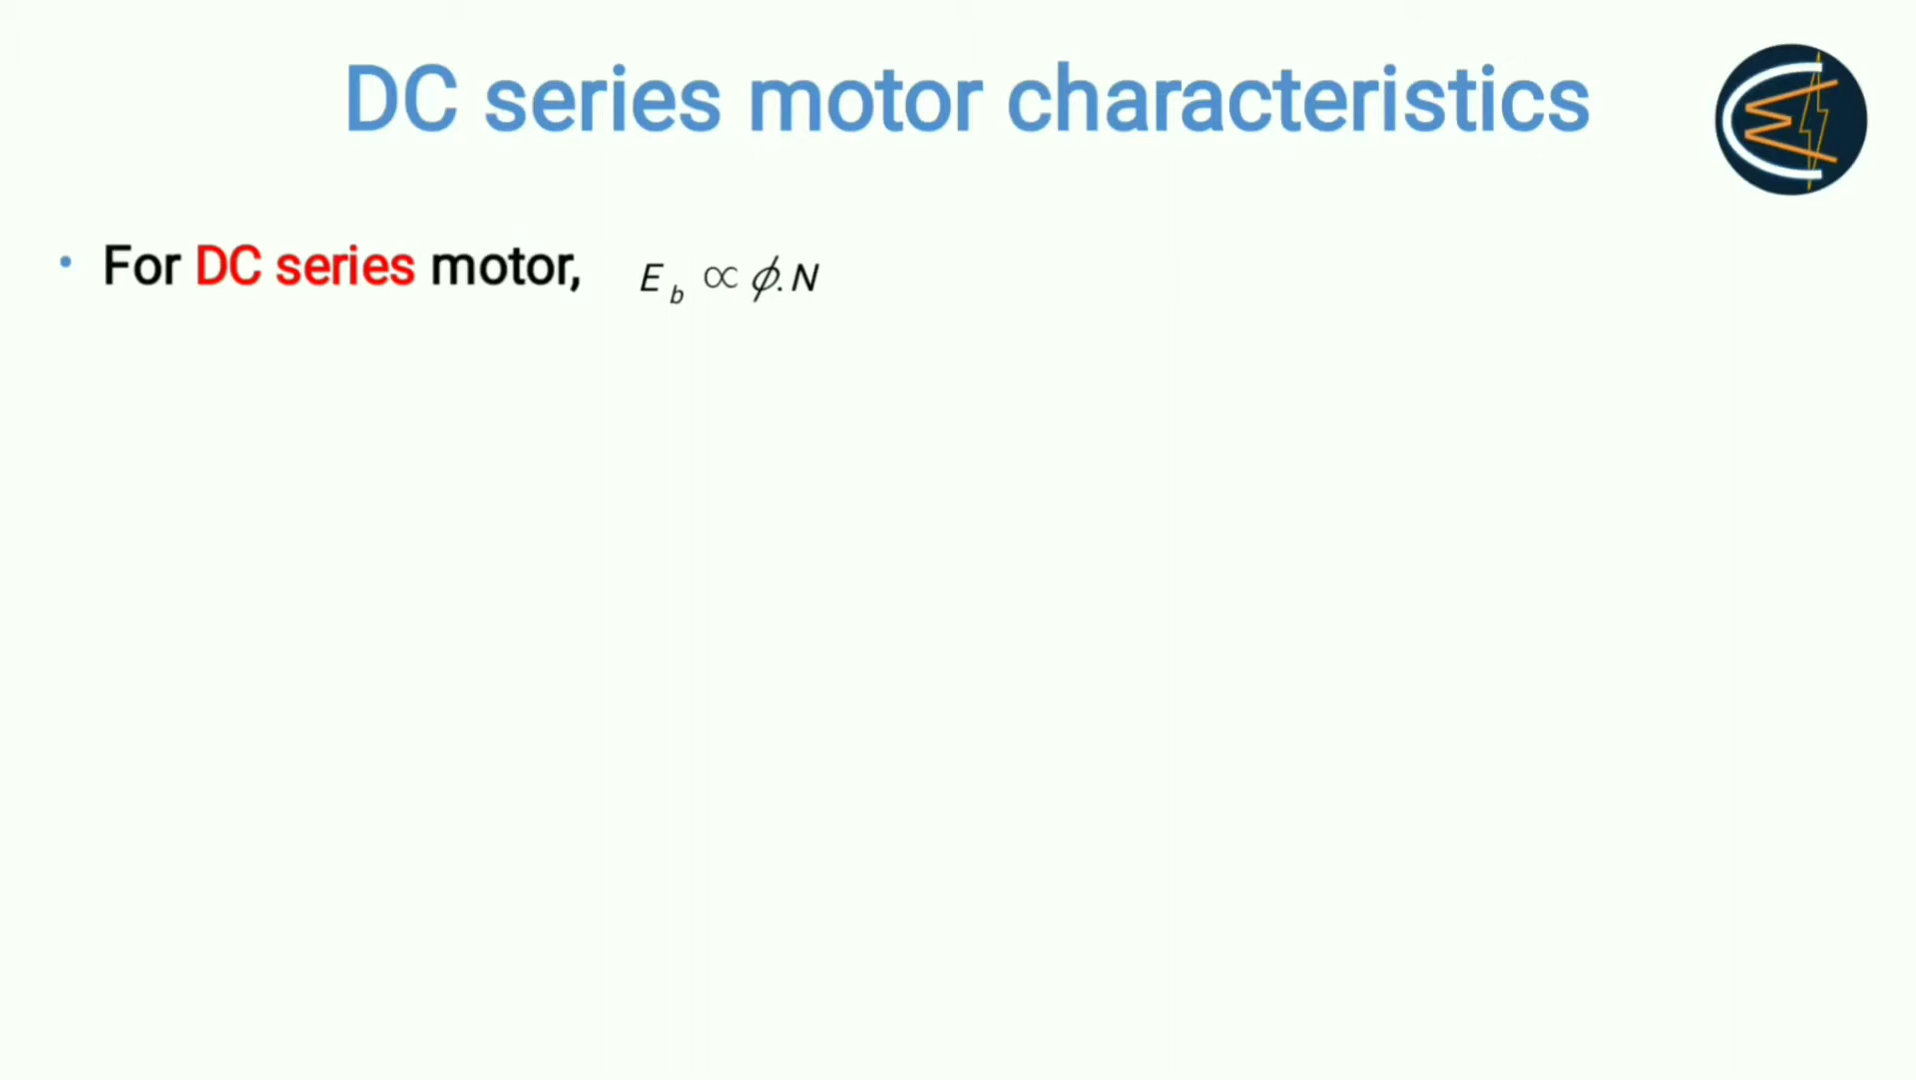 DC series motor characteristics
• For DC series motor, E_b ∝ ϕ.N